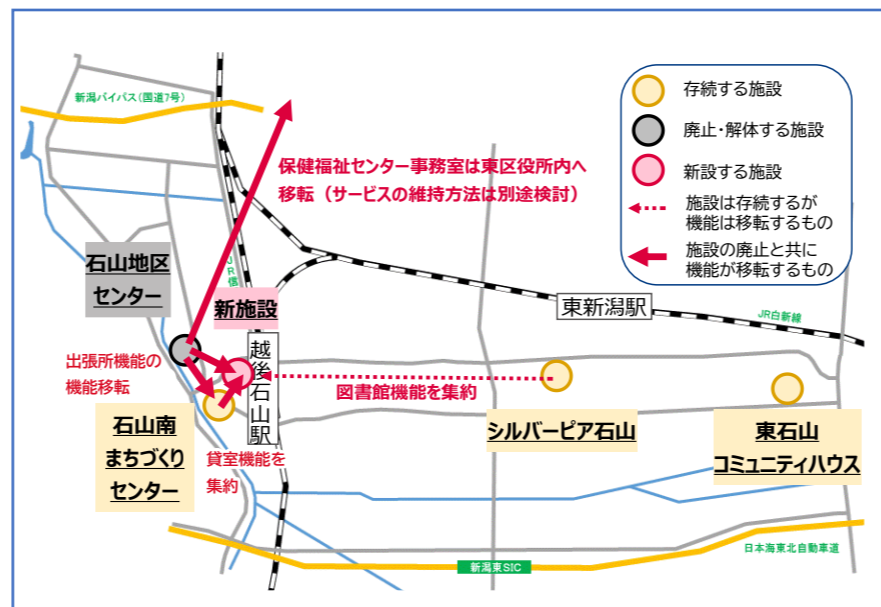 新潟バイパス(国道7号)
存続する施設
廃止・解体する施設
新設する施設
施設は存続するが
機能は移転するもの
施設の廃止と共に
機能が移転するもの
保健福祉センター事務室は東区役所内へ
移転（サービスの維持方法は別途検討）
石山地区
センター
JR信
新施設
東新潟駅
JR白新線
越後石山駅
出張所機能の
機能移転
図書館機能を集約
石山南
まちづくり
センター
貸室機能を
集約
シルバーピア石山
東石山
コミュニティハウス
日本海東北自動車道
新潟東SIC